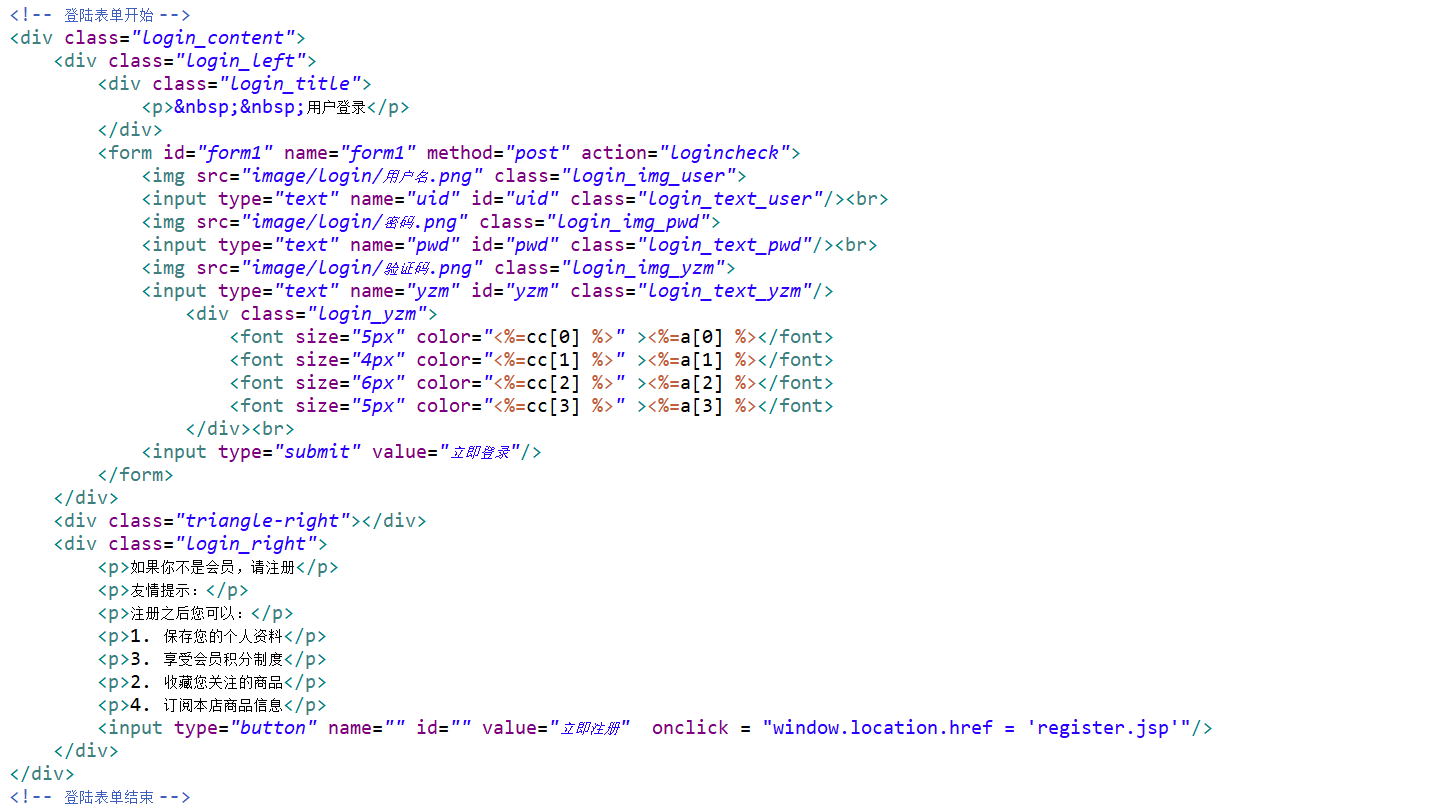 <!-- 登陆表单开始 -->
<div class="login_content">
    <div class="login_left">
        <div class="login_title">
            <p>&nbsp;&nbsp;用户登录</p>
        </div>
        <form id="form1" name="form1" method="post" action="logincheck">
            <img src="image/login/用户名.png" class="login_img_user">
            <input type="text" name="uid" id="uid" class="login_text_user"/><br>
            <img src="image/login/密码.png" class="login_img_pwd">
            <input type="text" name="pwd" id="pwd" class="login_text_pwd"/><br>
            <img src="image/login/验证码.png" class="login_img_yzm">
            <input type="text" name="yzm" id="yzm" class="login_text_yzm"/>
                <div class="login_yzm">
                    <font size="5px" color="<%=cc[0] %>" ><%=a[0] %></font>
                    <font size="4px" color="<%=cc[1] %>" ><%=a[1] %></font>
                    <font size="6px" color="<%=cc[2] %>" ><%=a[2] %></font>
                    <font size="5px" color="<%=cc[3] %>" ><%=a[3] %></font>
                </div><br>
            <input type="submit" value="立即登录"/>
        </form>
    </div>
    <div class="triangle-right"></div>
    <div class="login_right">
        <p>如果你不是会员，请注册</p>
        <p>友情提示：</p>
        <p>注册之后您可以：</p>
        <p>1. 保存您的个人资料</p>
        <p>3. 享受会员积分制度</p>
        <p>2. 收藏您关注的商品</p>
        <p>4. 订阅本店商品信息</p>
        <input type="button" name="" id="" value="立即注册"  onclick = "window.location.href = 'register.jsp'"/>
    </div>
</div>
<!-- 登陆表单结束 -->